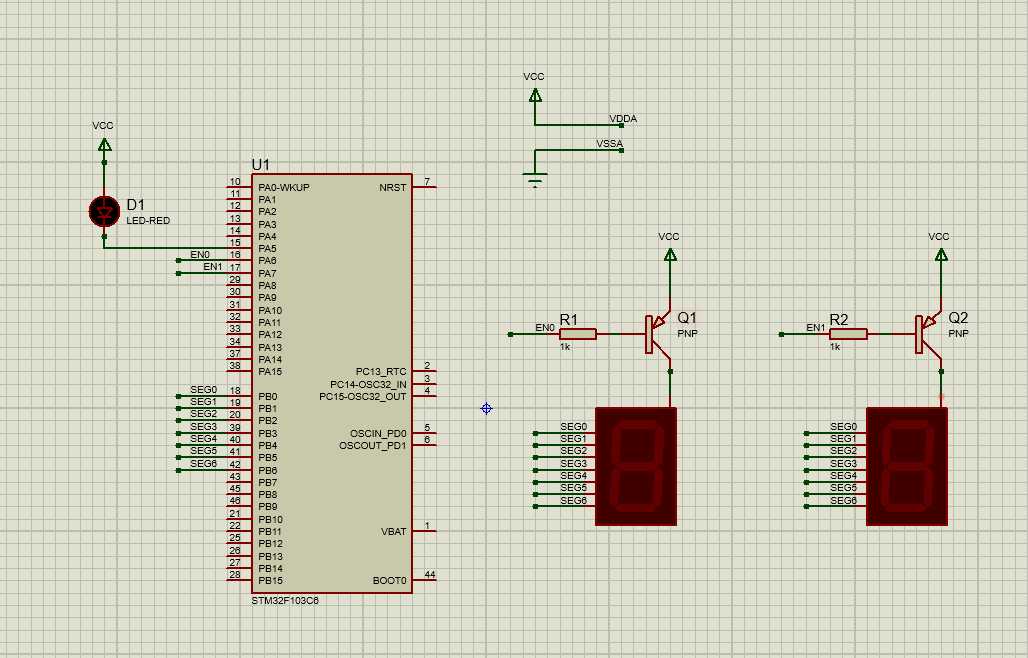 VCC
D1
LED-RED
U1
10 PA0-WKUP
11 PA1
12 PA2
13 PA3
14 PA4
15 PA5
EN0 16 PA6
EN1 17 PA7
29 PA8
30 PA9
31 PA10
32 PA11
33 PA12
34 PA13
37 PA14
38 PA15
SEG0 18 PB0
SEG1 19 PB1
SEG2 20 PB2
SEG3 39 PB3
SEG4 40 PB4
SEG5 41 PB5
SEG6 42 PB6
43 PB7
45 PB8
46 PB9
21 PB10
22 PB11
25 PB12
26 PB13
27 PB14
28 PB15
NRST 7
PC13_RTC 2
PC14-OSC32_IN 3
PC15-OSC32_OUT 4
OSCIN_PD0 5
OSCOUT_PD1 6
VBAT 1
BOOT0 44
STM32F103C6
VCC
VDDA
VSSA
VCC
EN0
R1
1k
Q1
PNP
SEG0
SEG1
SEG2
SEG3
SEG4
SEG5
SEG6
VCC
EN1
R2
1k
Q2
PNP
SEG0
SEG1
SEG2
SEG3
SEG4
SEG5
SEG6